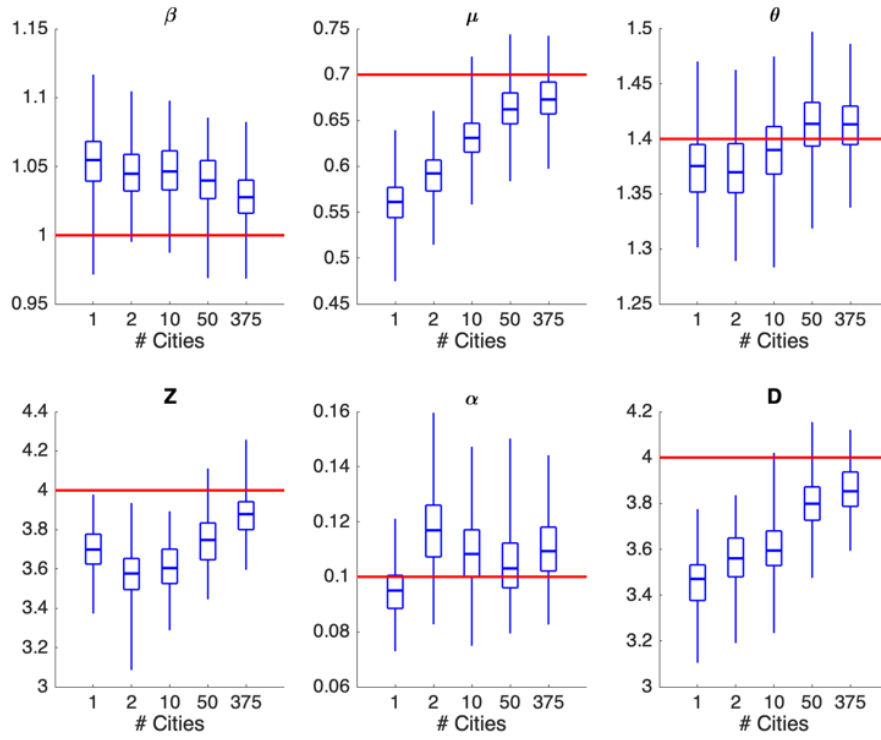 β
1.15
1.1
1.05
1
0.95
1 2 10 50 375
# Cities
μ
0.75
0.7
0.65
0.6
0.55
0.5
0.45
1 2 10 50 375
# Cities
θ
1.5
1.45
1.4
1.35
1.3
1.25
1 2 10 50 375
# Cities
Z
4.4
4.2
4
3.8
3.6
3.4
3.2
3
1 2 10 50 375
# Cities
α
0.16
0.14
0.12
0.1
0.08
0.06
1 2 10 50 375
# Cities
D
4.2
4
3.8
3.6
3.4
3.2
3
1 2 10 50 375
# Cities